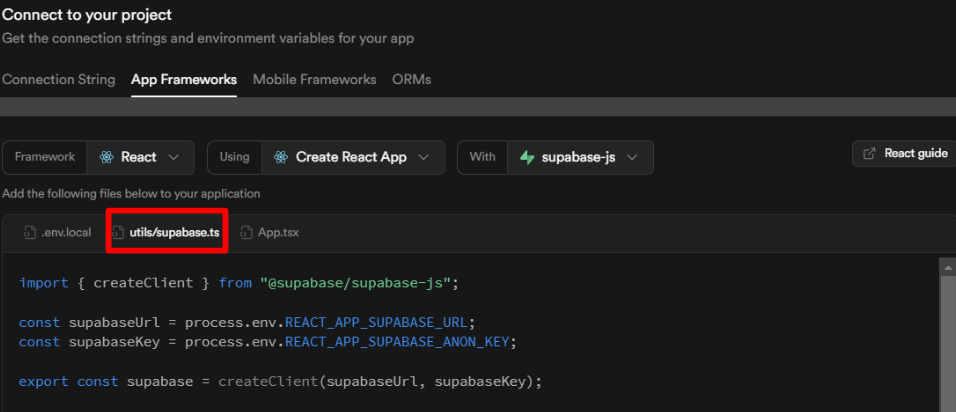 Connect to your project
Get the connection strings and environment variables for your app
Connection String App Frameworks Mobile Frameworks ORMs
Framework React Using Create React App With supabase-js React guide
Add the following files below to your application
.env.local utils/supabase.ts App.tsx
import { createClient } from "@supabase/supabase-js";
const supabaseUrl = process.env.REACT_APP_SUPABASE_URL;
const supabaseKey = process.env.REACT_APP_SUPABASE_ANON_KEY;
export const supabase = createClient(supabaseUrl, supabaseKey);